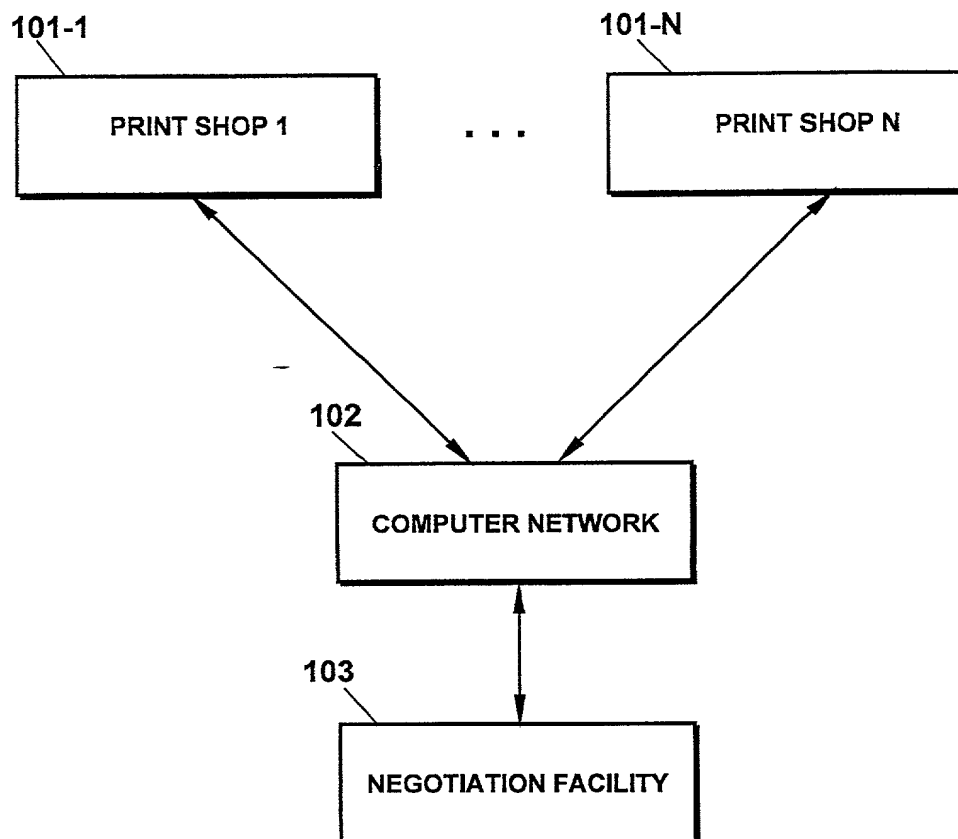 101-1
101-N
PRINT SHOP 1
. . .
PRINT SHOP N
102
COMPUTER NETWORK
103
NEGOTIATION FACILITY